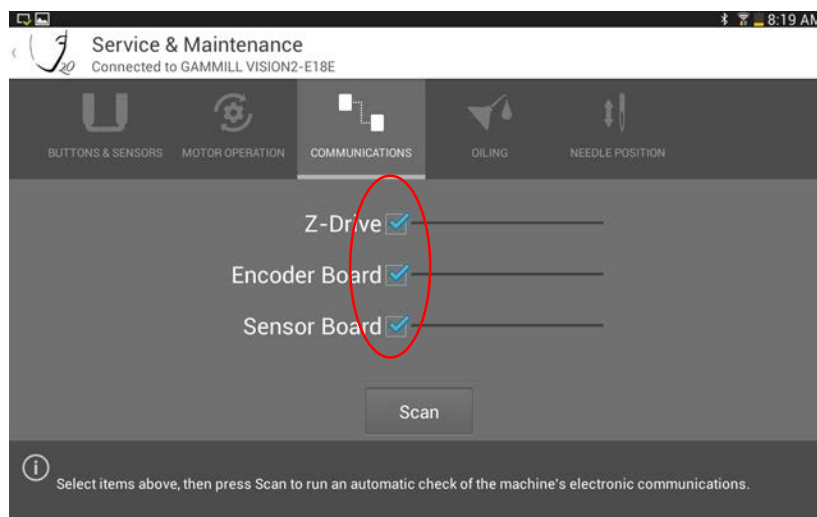 8:19 AM
Service & Maintenance
20
Connected to GAMMILL VISION2-E18E
BUTTONS & SENSORS MOTOR OPERATION COMMUNICATIONS OILING NEEDLE POSITION
Z-Drive
Encoder Board
Sensor Board
Scan
Select items above, then press Scan to run an automatic check of the machine's electronic communications.